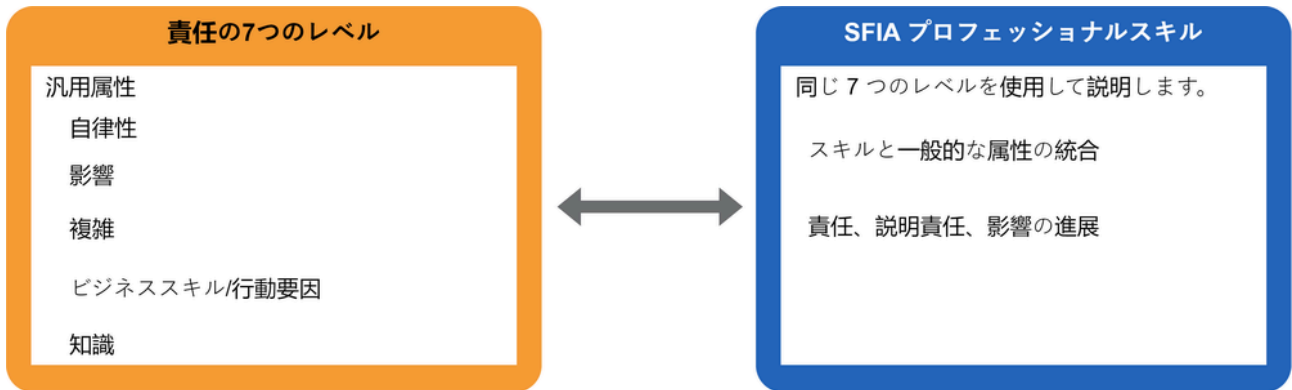 責任の7つのレベル
汎用属性
自律性
影響
複雑
ビジネススキル/行動要因
知識
SFIA プロフェッショナルスキル
同じ 7 つのレベルを使用して説明します。
スキルと一般的な属性の統合
責任、説明責任、影響の進展